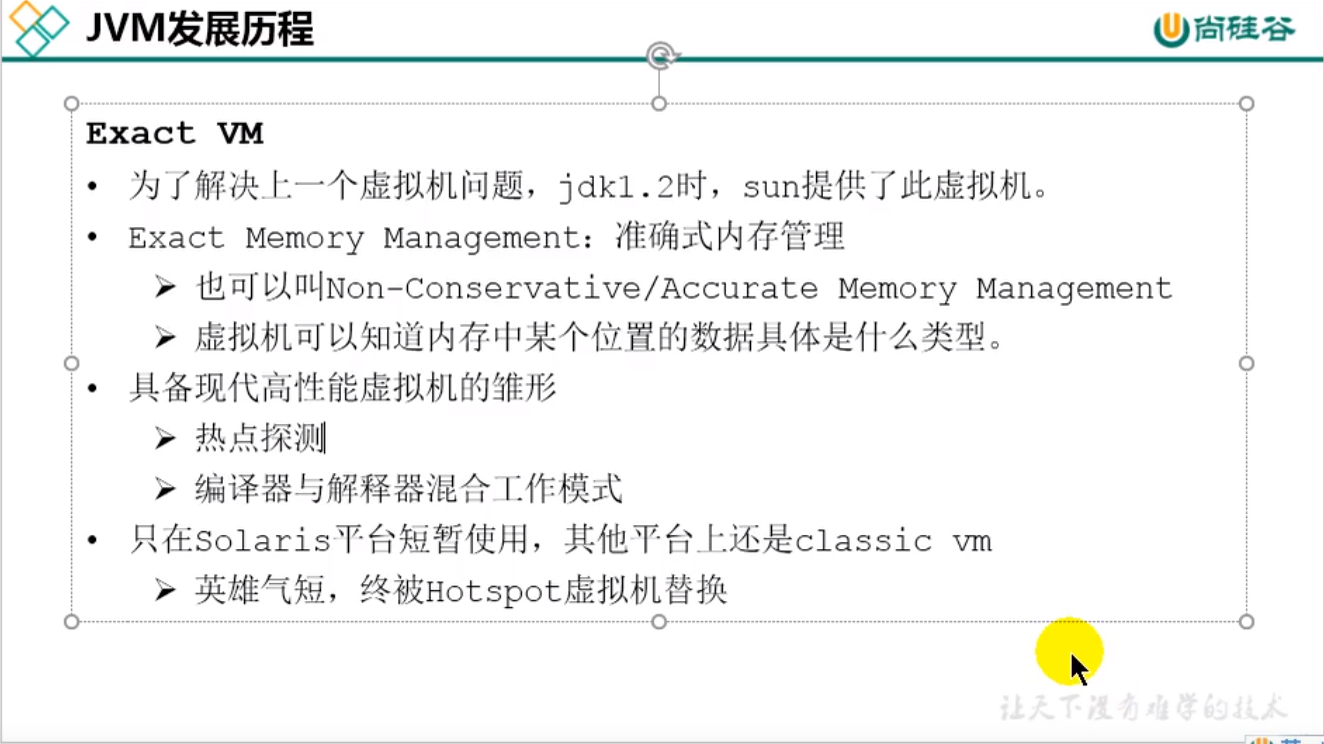 JVM发展历程
尚硅谷
Exact VM
• 为了解决上一个虚拟机问题，jdk1.2时，sun提供了此虚拟机。
• Exact Memory Management：准确式内存管理
➢ 也可以叫Non-Conservative/Accurate Memory Management
➢ 虚拟机可以知道内存中某个位置的数据具体是什么类型。
• 具备现代高性能虚拟机的雏形
➢ 热点探测
➢ 编译器与解释器混合工作模式
• 只在Solaris平台短暂使用，其他平台上还是classic vm
➢ 英雄气短，终被Hotspot虚拟机替换
让天下没有难学的技术